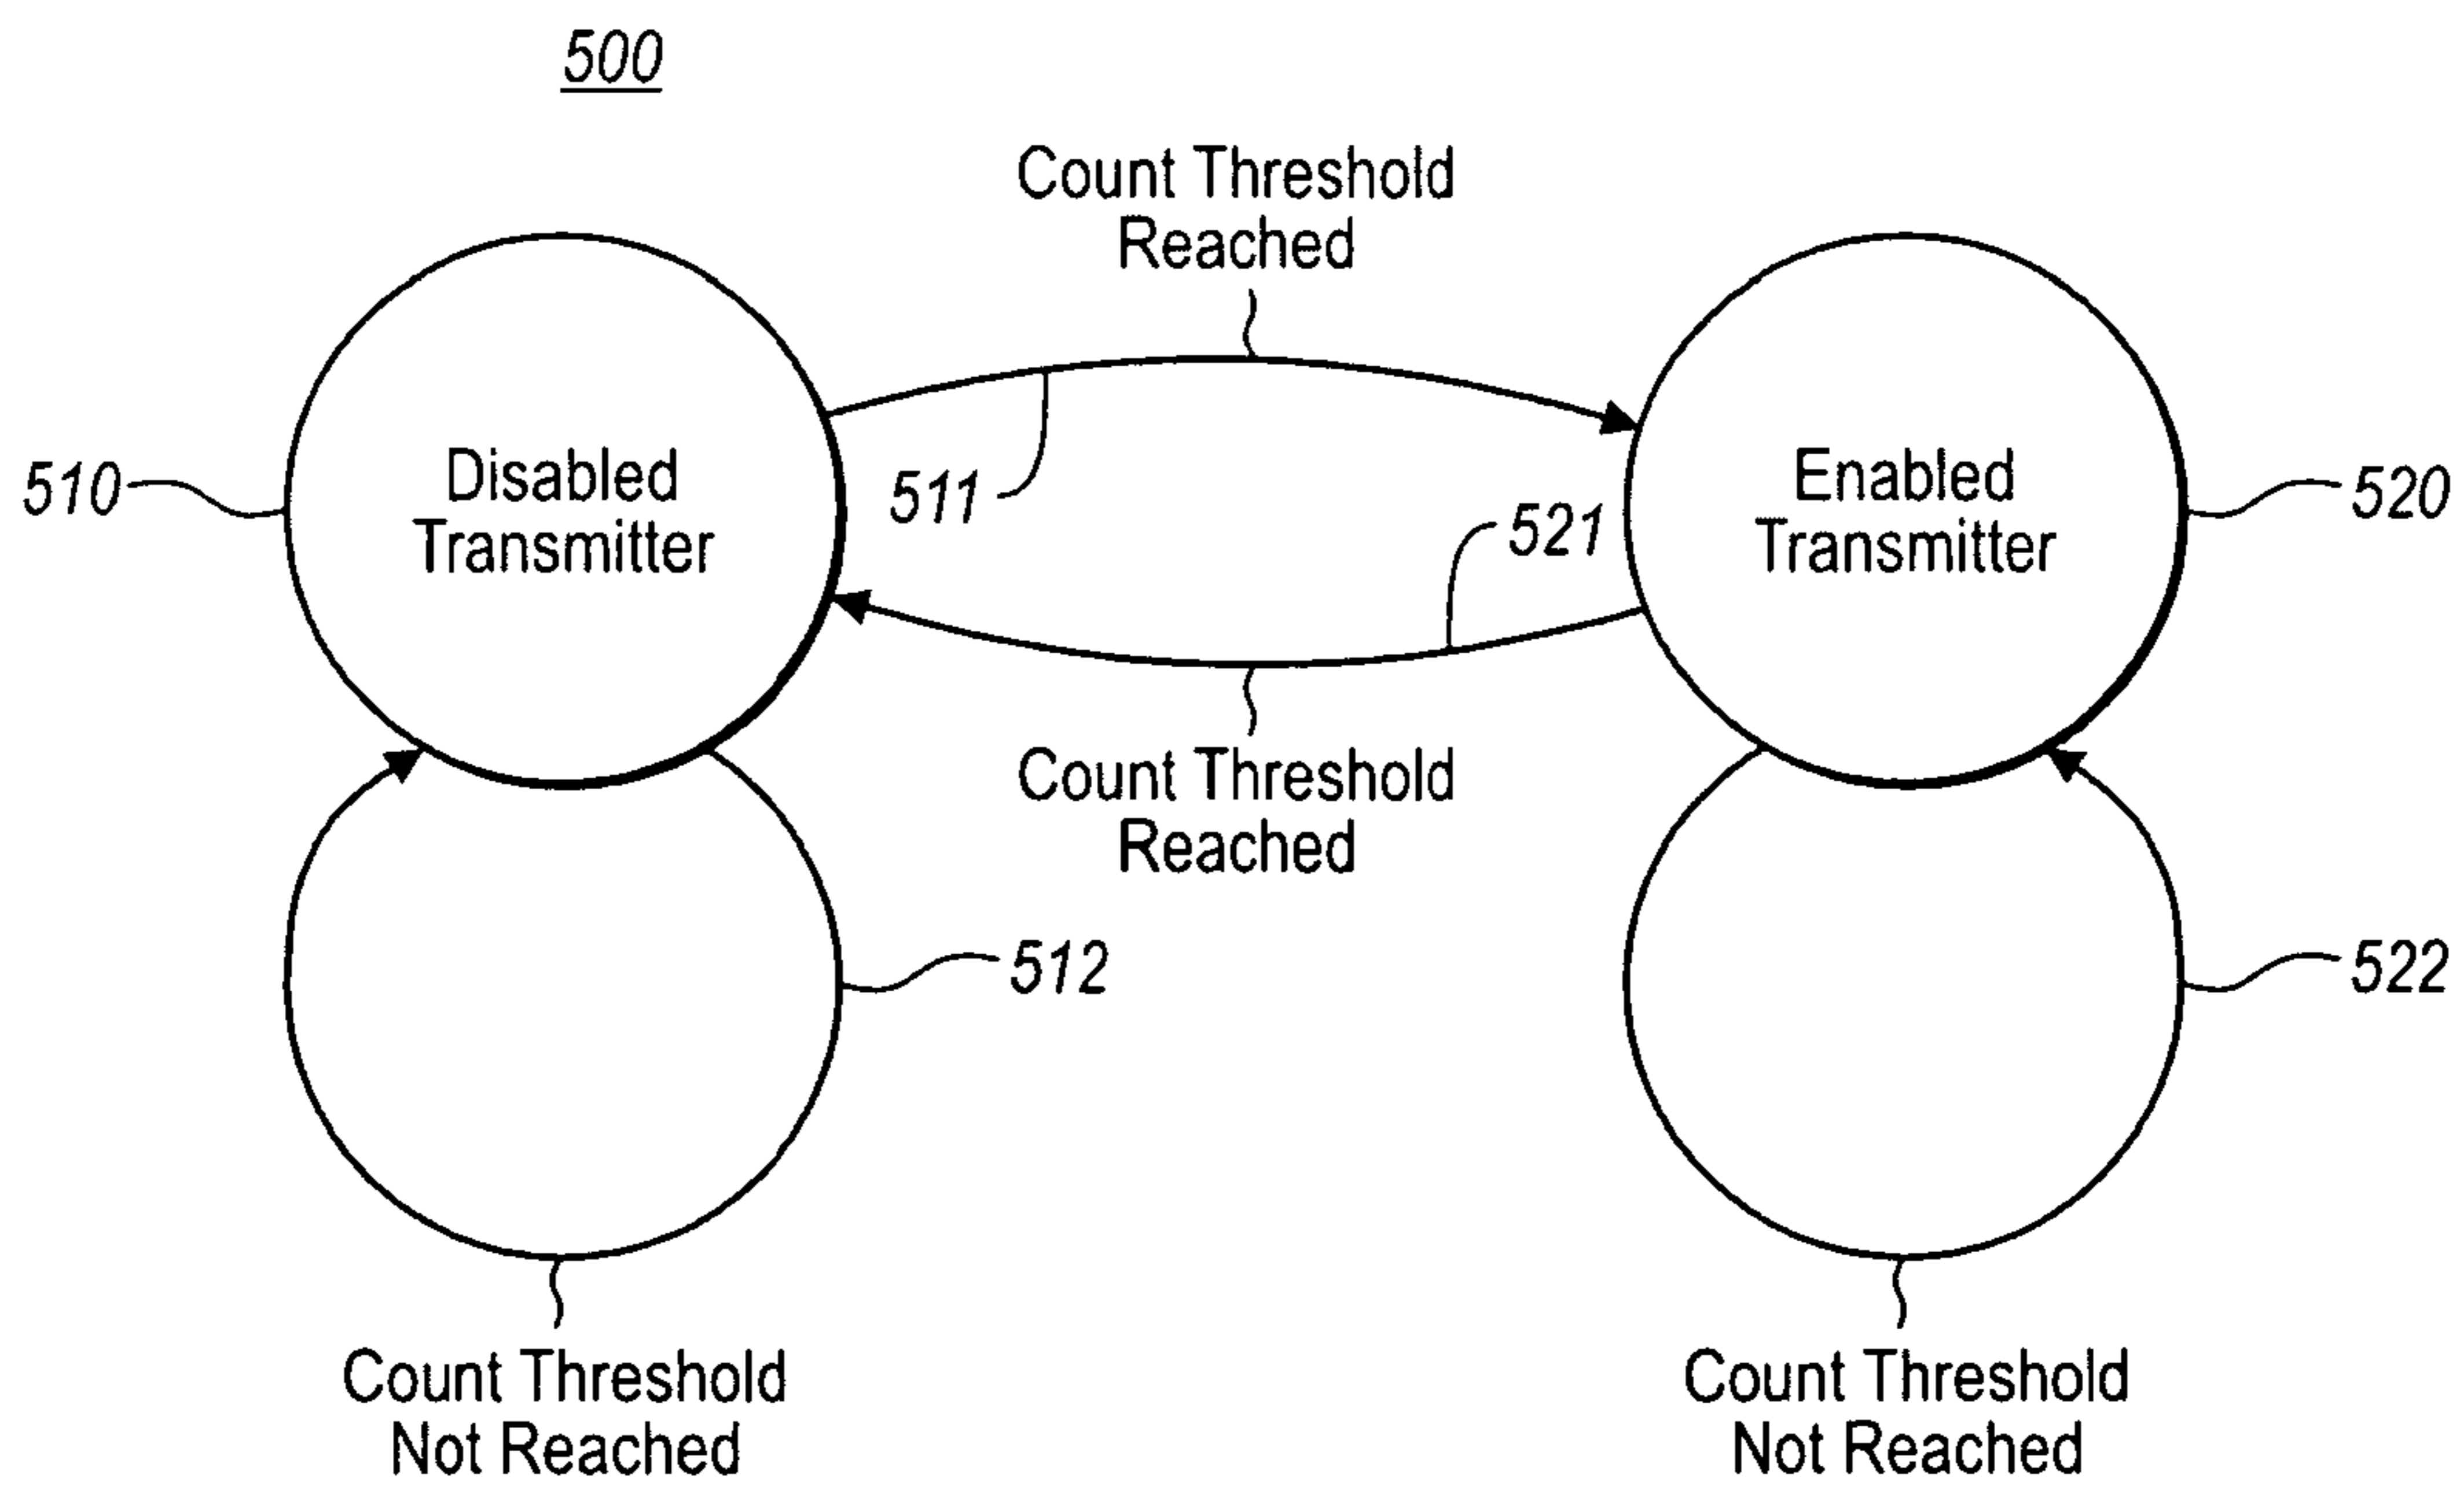 500
Count Threshold
Reached
510
Disabled
Transmitter
511
521
Enabled
Transmitter
520
Count Threshold
Reached
512
522
Count Threshold
Not Reached
Count Threshold
Not Reached